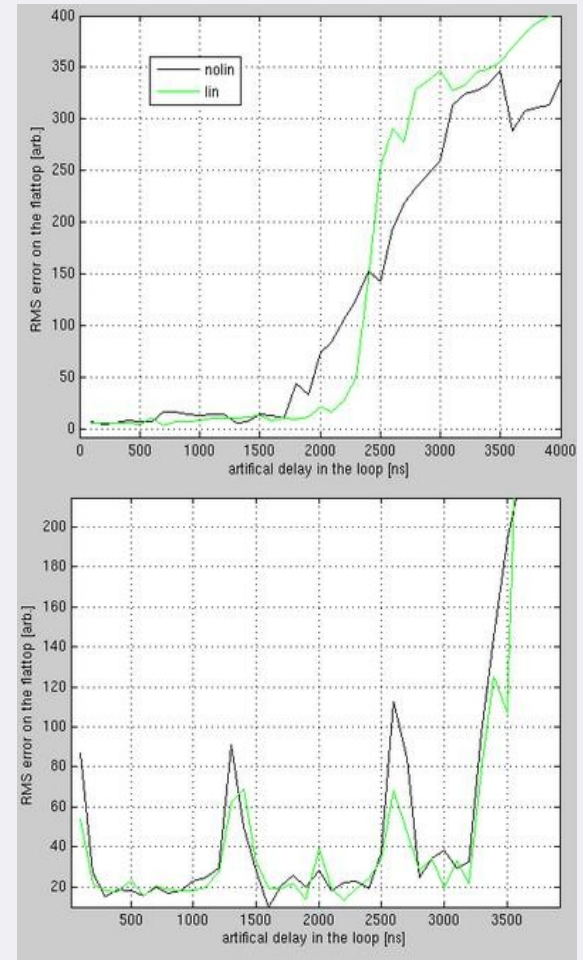 400
350
300
250
200
150
100
50
0
RMS error on the flattop [arb.]
nolin
lin
0 500 1000 1500 2000 2500 3000 3500 4000
artifical delay in the loop [ns]
200
180
160
140
120
100
80
60
40
20
RMS error on the flattop [arb.]
500 1000 1500 2000 2500 3000 3500
artifical delay in the loop [ns]